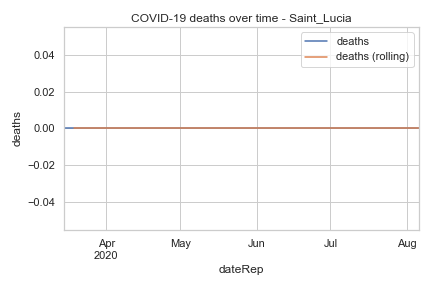 COVID-19 deaths over time - Saint_Lucia
deaths
deaths (rolling)
0.04
0.02
0.00
−0.02
−0.04
deaths
Apr
2020
May
Jun
Jul
Aug
dateRep